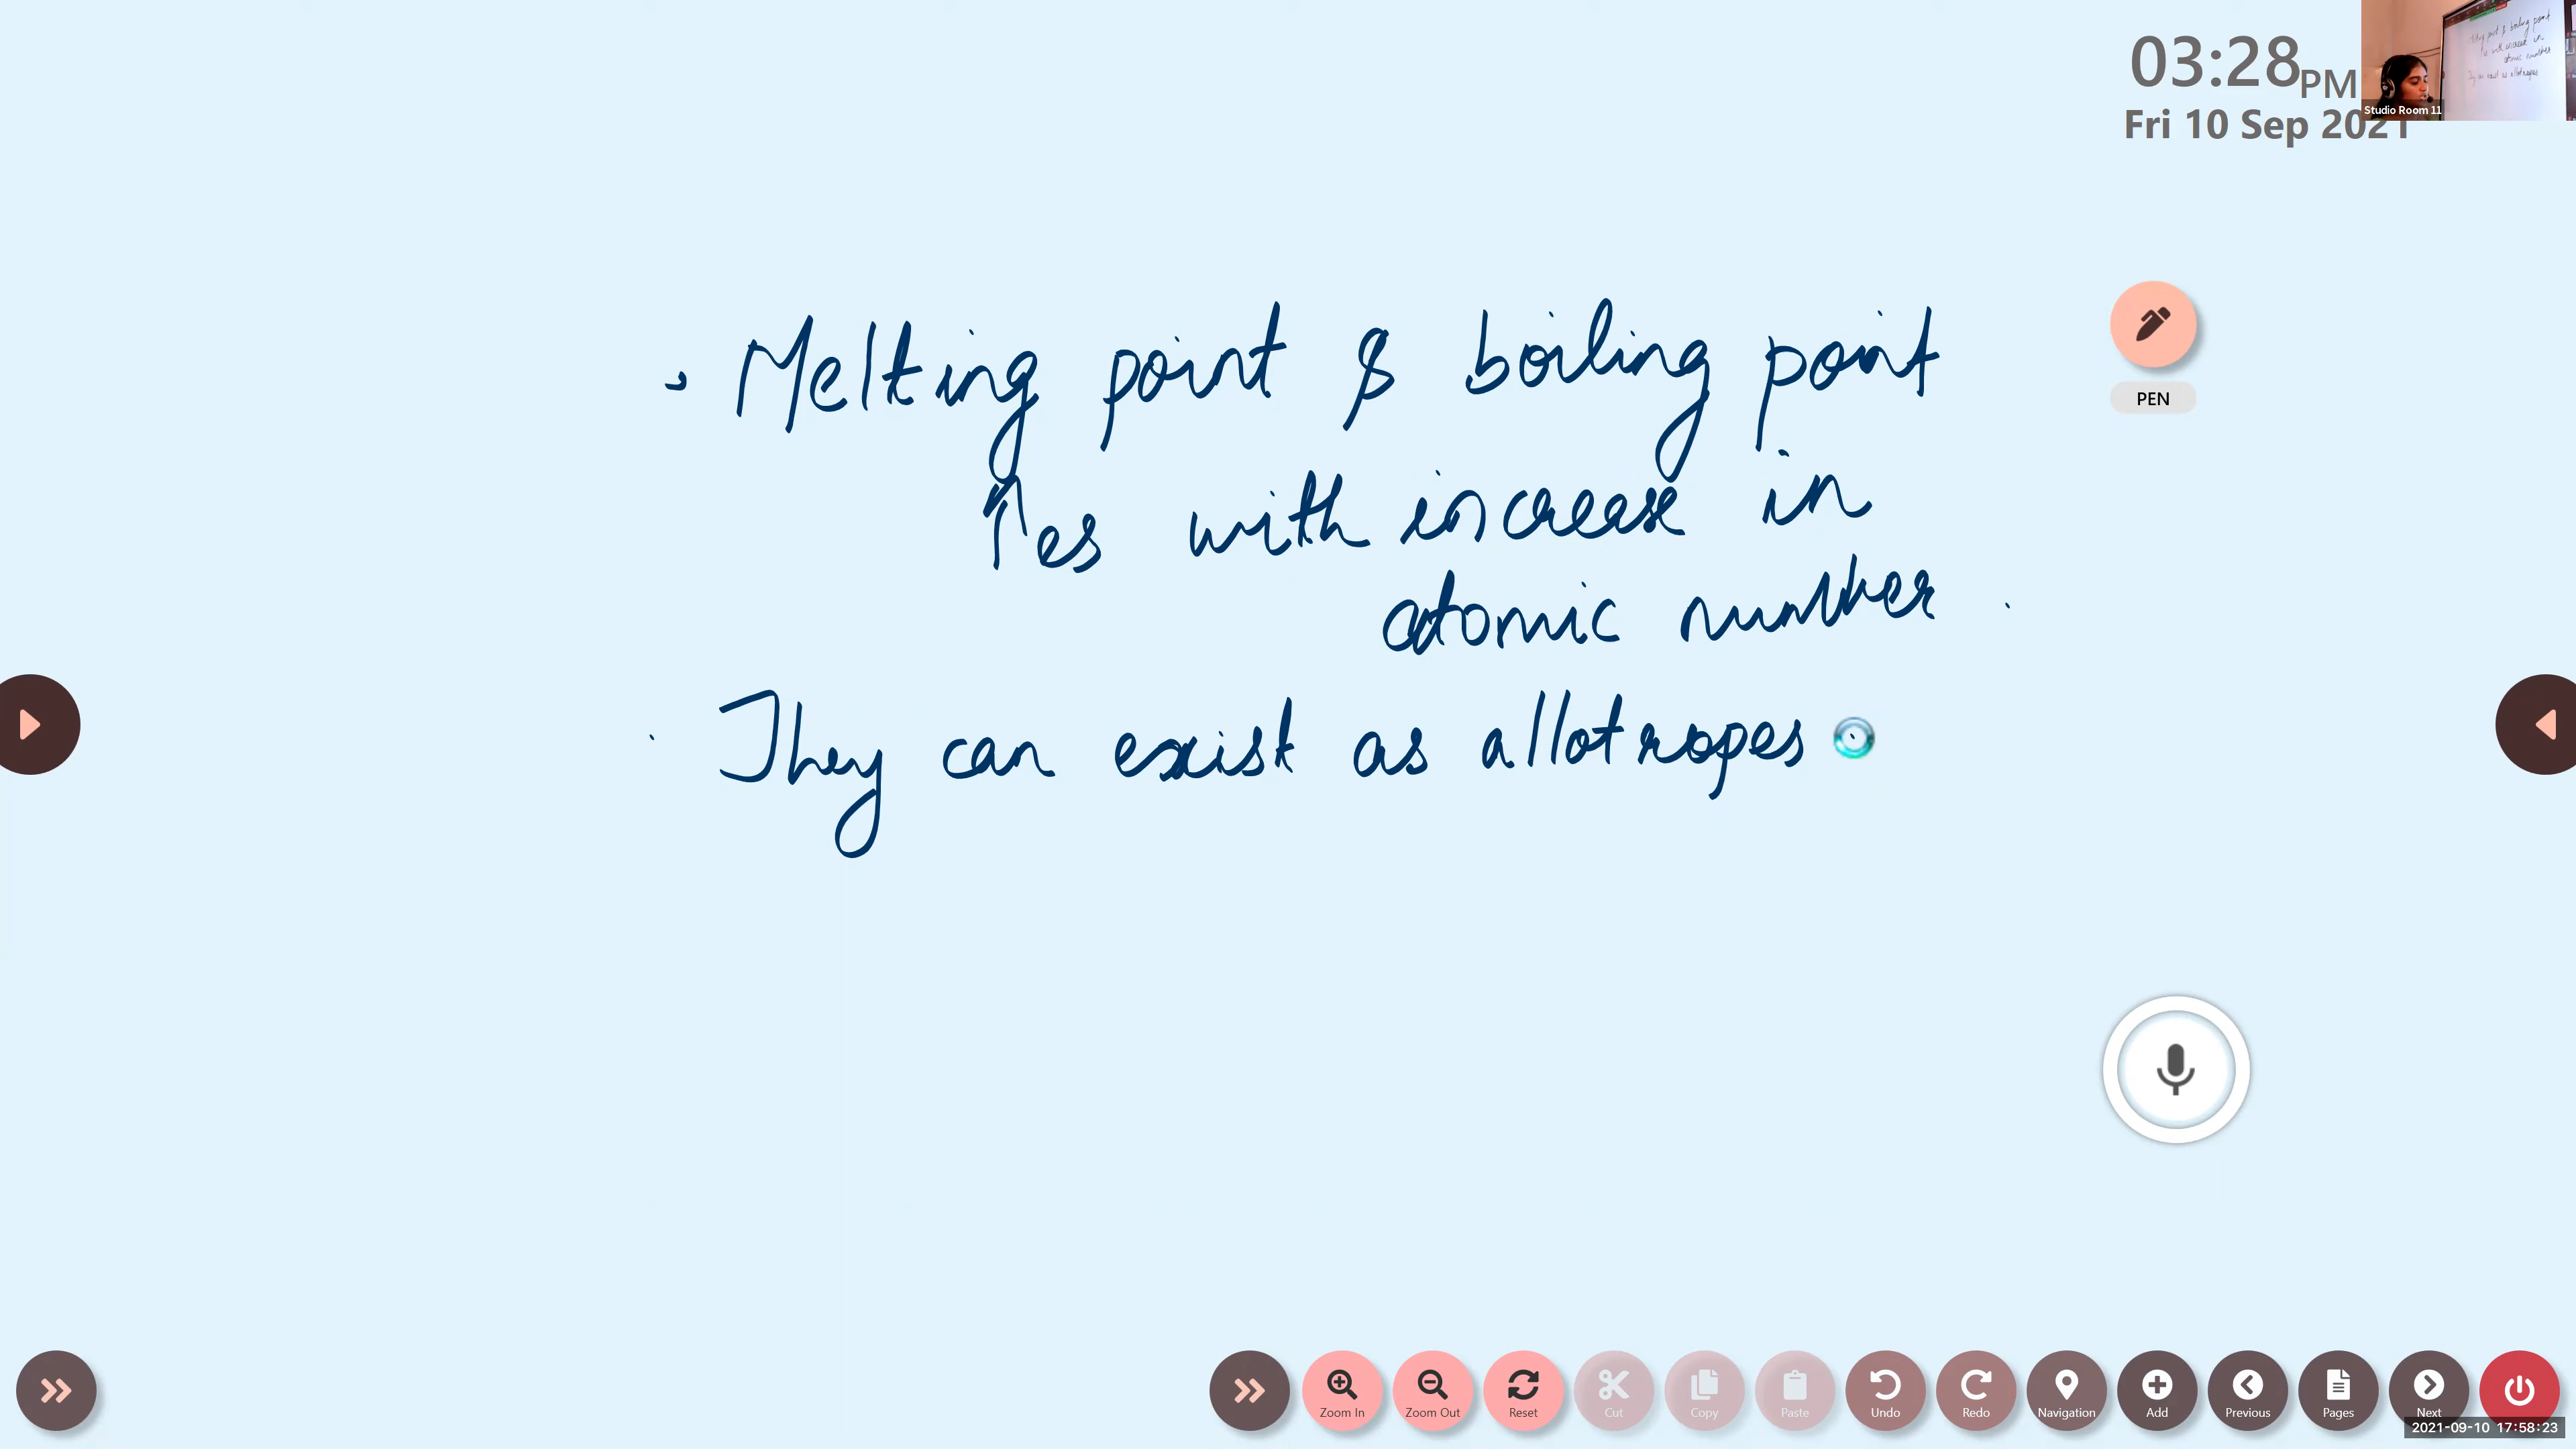 03:28 PM
Fri 10 Sep 2021
Studio Room 11
• Melting point & boiling point
↑es with increase in
atomic number .
• They can exist as allotropes
PEN
Zoom In
Zoom Out
Reset
Cut
Copy
Paste
Undo
Redo
Navigation
Add
Previous
Pages
Next
2021-09-10 17:58:23